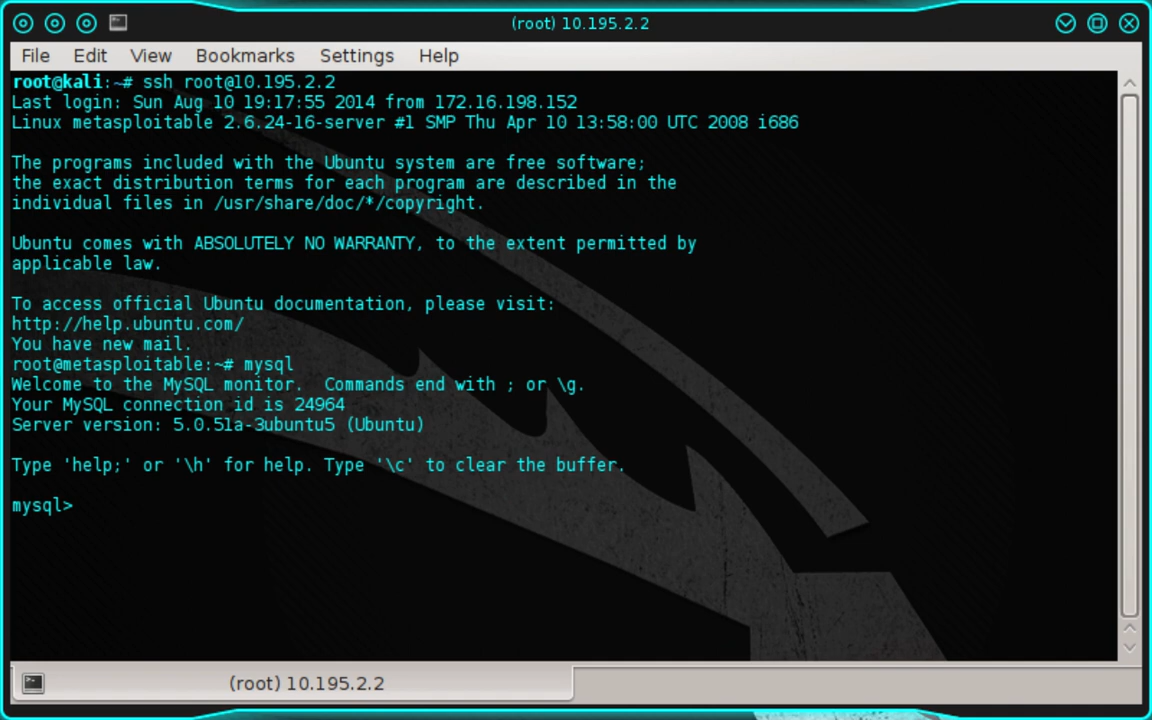 (root) 10.195.2.2
File Edit View Bookmarks Settings Help
root@kali:~# ssh root@10.195.2.2
Last login: Sun Aug 10 19:17:55 2014 from 172.16.198.152
Linux metasploitable 2.6.24-16-server #1 SMP Thu Apr 10 13:58:00 UTC 2008 i686
The programs included with the Ubuntu system are free software;
the exact distribution terms for each program are described in the
individual files in /usr/share/doc/*/copyright.
Ubuntu comes with ABSOLUTELY NO WARRANTY, to the extent permitted by
applicable law.
To access official Ubuntu documentation, please visit:
http://help.ubuntu.com/
You have new mail.
root@metasploitable:~# mysql
Welcome to the MySQL monitor.  Commands end with ; or \g.
Your MySQL connection id is 24964
Server version: 5.0.51a-3ubuntu5 (Ubuntu)
Type 'help;' or '\h' for help. Type '\c' to clear the buffer.
mysql>
(root) 10.195.2.2